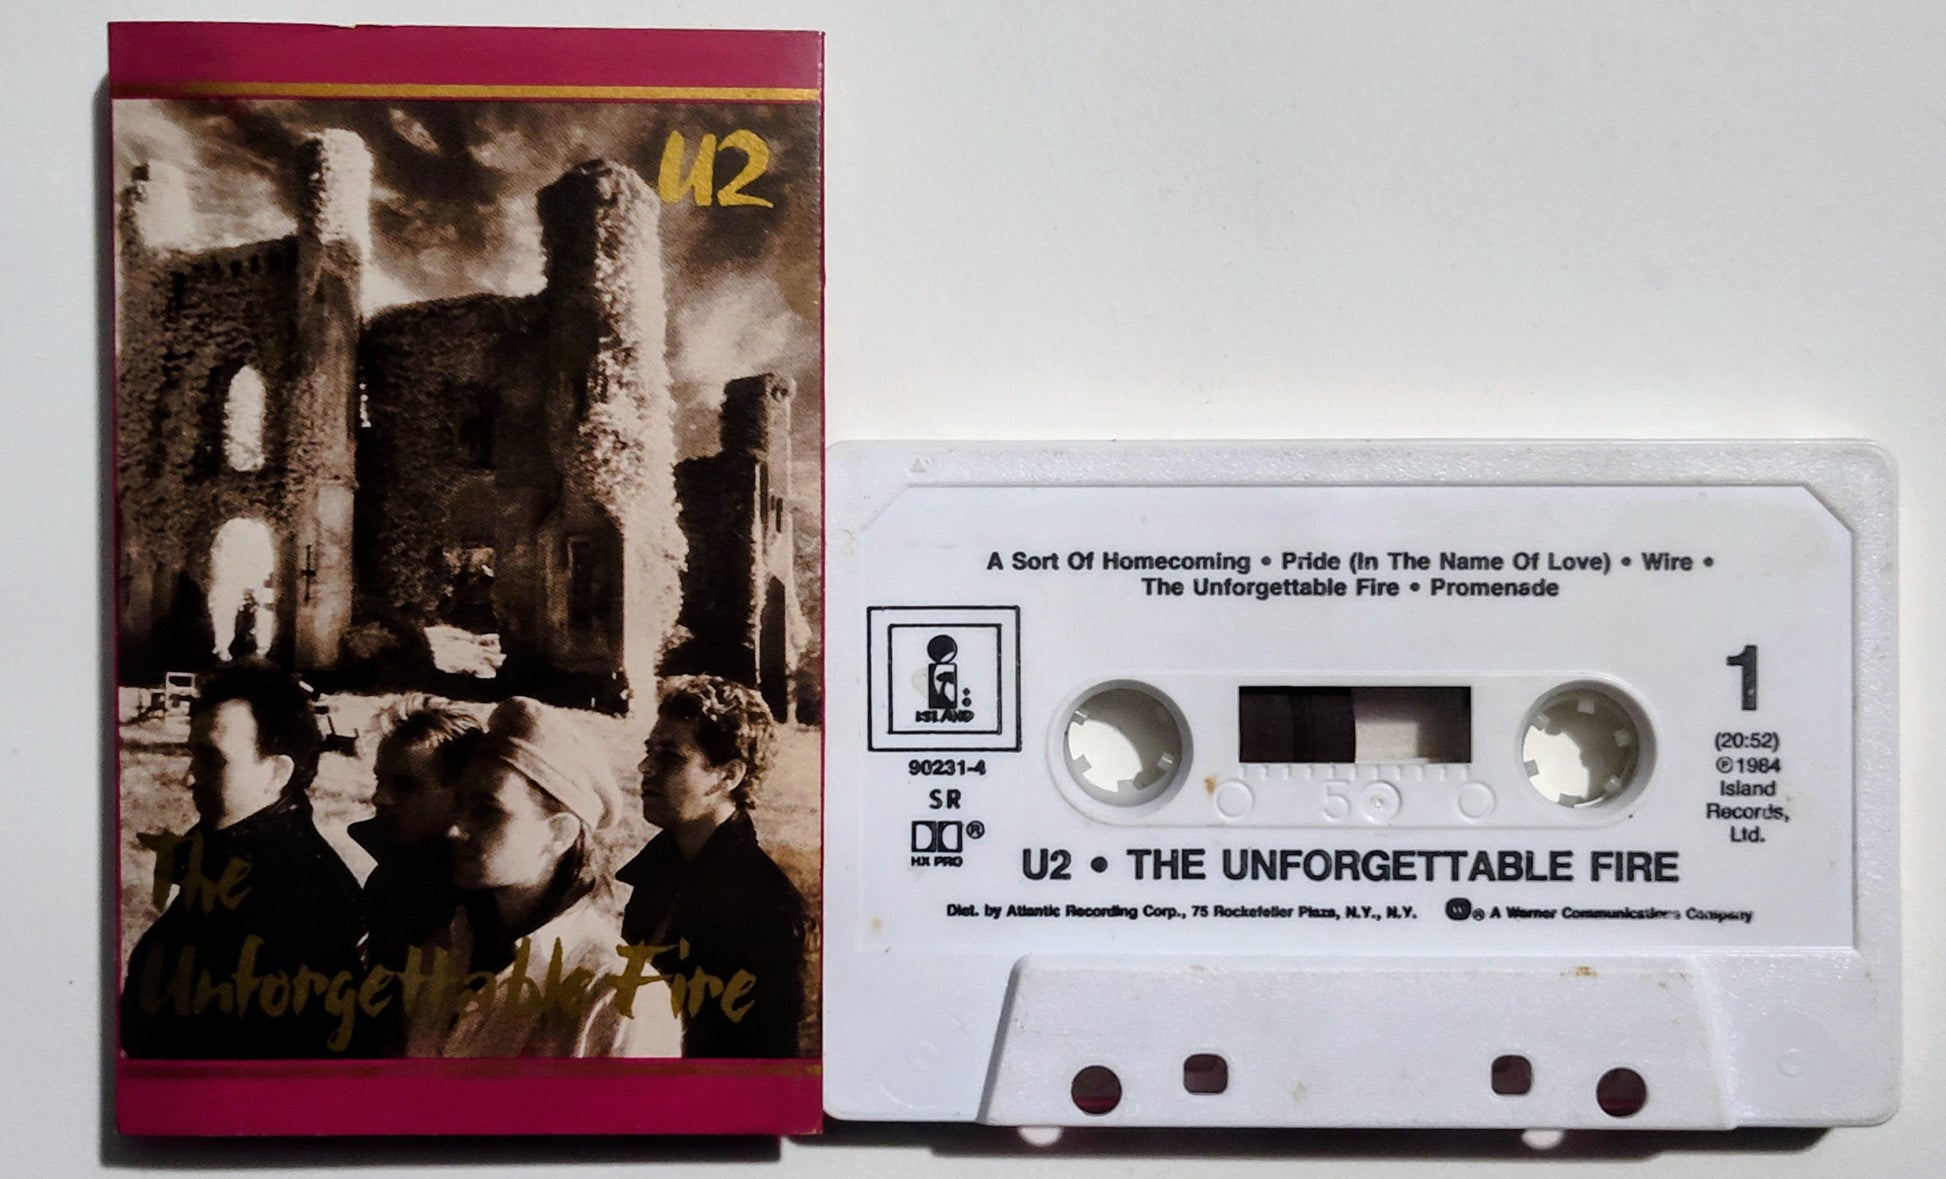 U2
The
Unforgettable Fire
A Sort Of Homecoming • Pride (In The Name Of Love) • Wire •
The Unforgettable Fire • Promenade
ISLAND
90231-4
SR
®
HX PRO
1
(20:52)
℗ 1984
Island
Records,
Ltd.
50
U2 • THE UNFORGETTABLE FIRE
Dist. by Atlantic Recording Corp., 75 Rockefeller Plaza, N.Y., N.Y. ® A Warner Communications Company